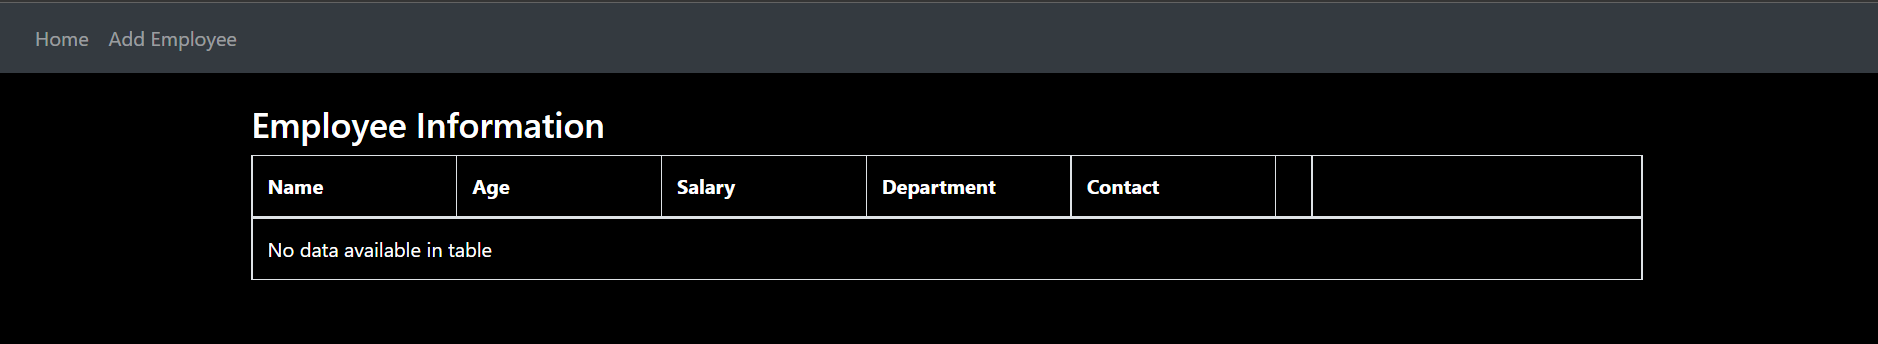 Home Add Employee
Employee Information
Name Age Salary Department Contact
No data available in table